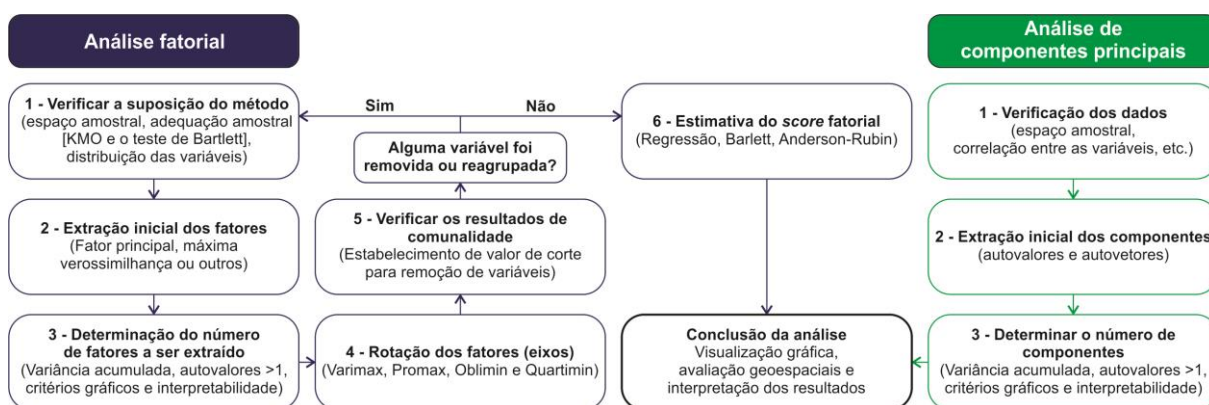 Análise fatorial
1 - Verificar a suposição do método
(espaço amostral, adequação amostral
[KMO e o teste de Bartlett],
distribuição das variáveis)
2 - Extração inicial dos fatores
(Fator principal, máxima
verossimilhança ou outros)
3 - Determinação do número
de fatores a ser extraído
(Variância acumulada, autovalores >1,
critérios gráficos e interpretabilidade)
4 - Rotação dos fatores (eixos)
(Varimax, Promax, Oblimin e Quartimin)
5 - Verificar os resultados de
comunalidade
(Estabelecimento de valor de corte
para remoção de variáveis)
Alguma variável foi
removida ou reagrupada?
Sim
Não
6 - Estimativa do score fatorial
(Regressão, Barlett, Anderson-Rubin)
Conclusão da análise
Visualização gráfica,
avaliação geoespaciais e
interpretação dos resultados
Análise de
componentes principais
1 - Verificação dos dados
(espaço amostral,
correlação entre as variáveis, etc.)
2 - Extração inicial dos componentes
(autovalores e autovetores)
3 - Determinar o número de
componentes
(Variância acumulada, autovalores >1,
critérios gráficos e interpretabilidade)